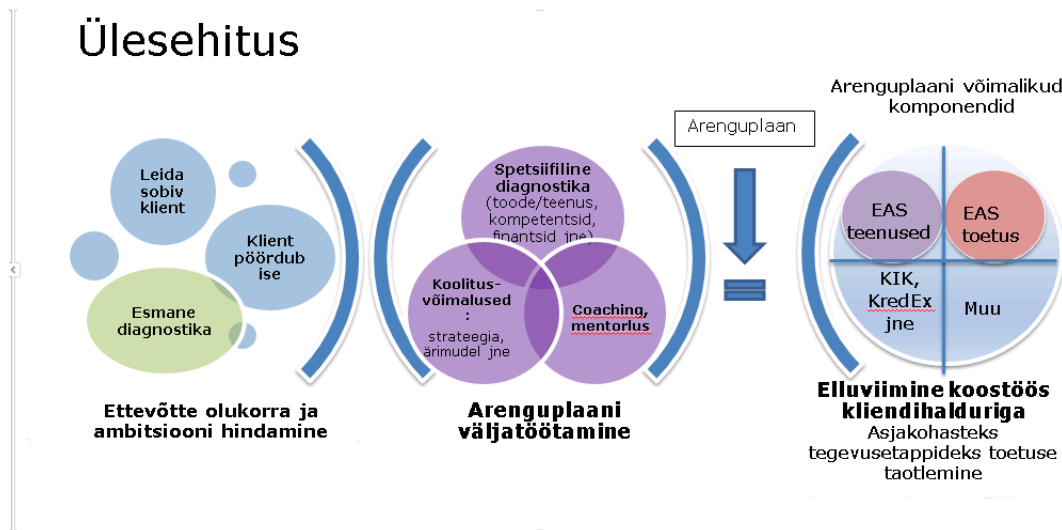 Ülesehitus
Leida
sobiv
klient
Klient
pöördub
ise
Esmane
diagnostika
Ettevõtte olukorra ja
ambitsiooni hindamine
Spetsiifiline
diagnostika
(toode/teenus,
kompetentsid,
finantsid jne)
Koolitus-
võimalused
:
strateegia,
ärimudel jne
Coaching,
mentorlus
Arenguplaani
väljatöötamine
Arenguplaan
Arenguplaani võimalikud
komponendid
EAS
teenused
EAS
toetus
KIK,
KredEx
jne
Muu
Elluviimine koostöös
kliendihalduriga
Asjakohasteks
tegevusetappideks toetuse
taotlemine